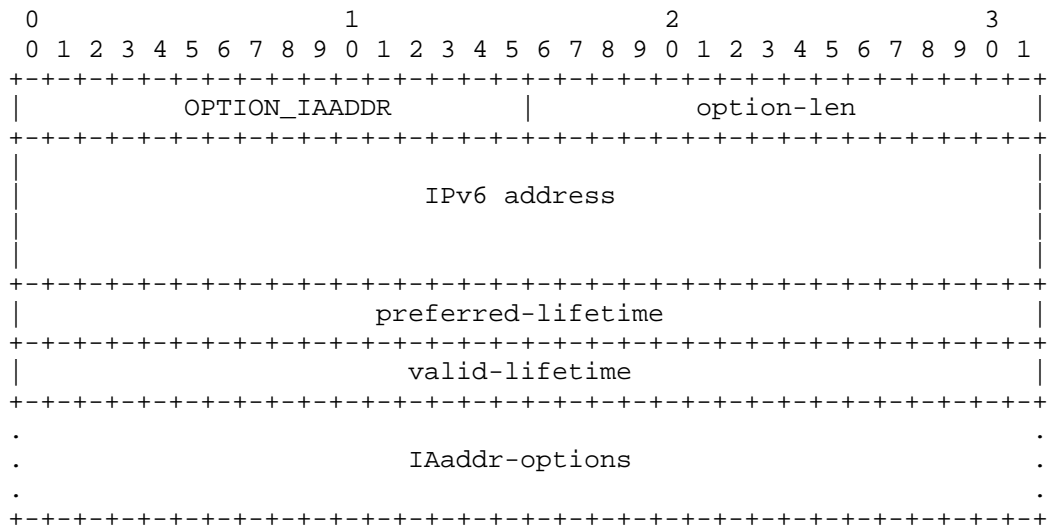 0                   1                   2                   3
 0 1 2 3 4 5 6 7 8 9 0 1 2 3 4 5 6 7 8 9 0 1 2 3 4 5 6 7 8 9 0 1
+-+-+-+-+-+-+-+-+-+-+-+-+-+-+-+-+-+-+-+-+-+-+-+-+-+-+-+-+-+-+-+-+
|          OPTION_IAADDR        |          option-len           |
+-+-+-+-+-+-+-+-+-+-+-+-+-+-+-+-+-+-+-+-+-+-+-+-+-+-+-+-+-+-+-+-+
|                                                               |
|                         IPv6 address                          |
|                                                               |
|                                                               |
+-+-+-+-+-+-+-+-+-+-+-+-+-+-+-+-+-+-+-+-+-+-+-+-+-+-+-+-+-+-+-+-+
|                      preferred-lifetime                       |
+-+-+-+-+-+-+-+-+-+-+-+-+-+-+-+-+-+-+-+-+-+-+-+-+-+-+-+-+-+-+-+-+
|                        valid-lifetime                         |
+-+-+-+-+-+-+-+-+-+-+-+-+-+-+-+-+-+-+-+-+-+-+-+-+-+-+-+-+-+-+-+-+
.                                                               .
.                        IAaddr-options                         .
.                                                               .
+-+-+-+-+-+-+-+-+-+-+-+-+-+-+-+-+-+-+-+-+-+-+-+-+-+-+-+-+-+-+-+-+